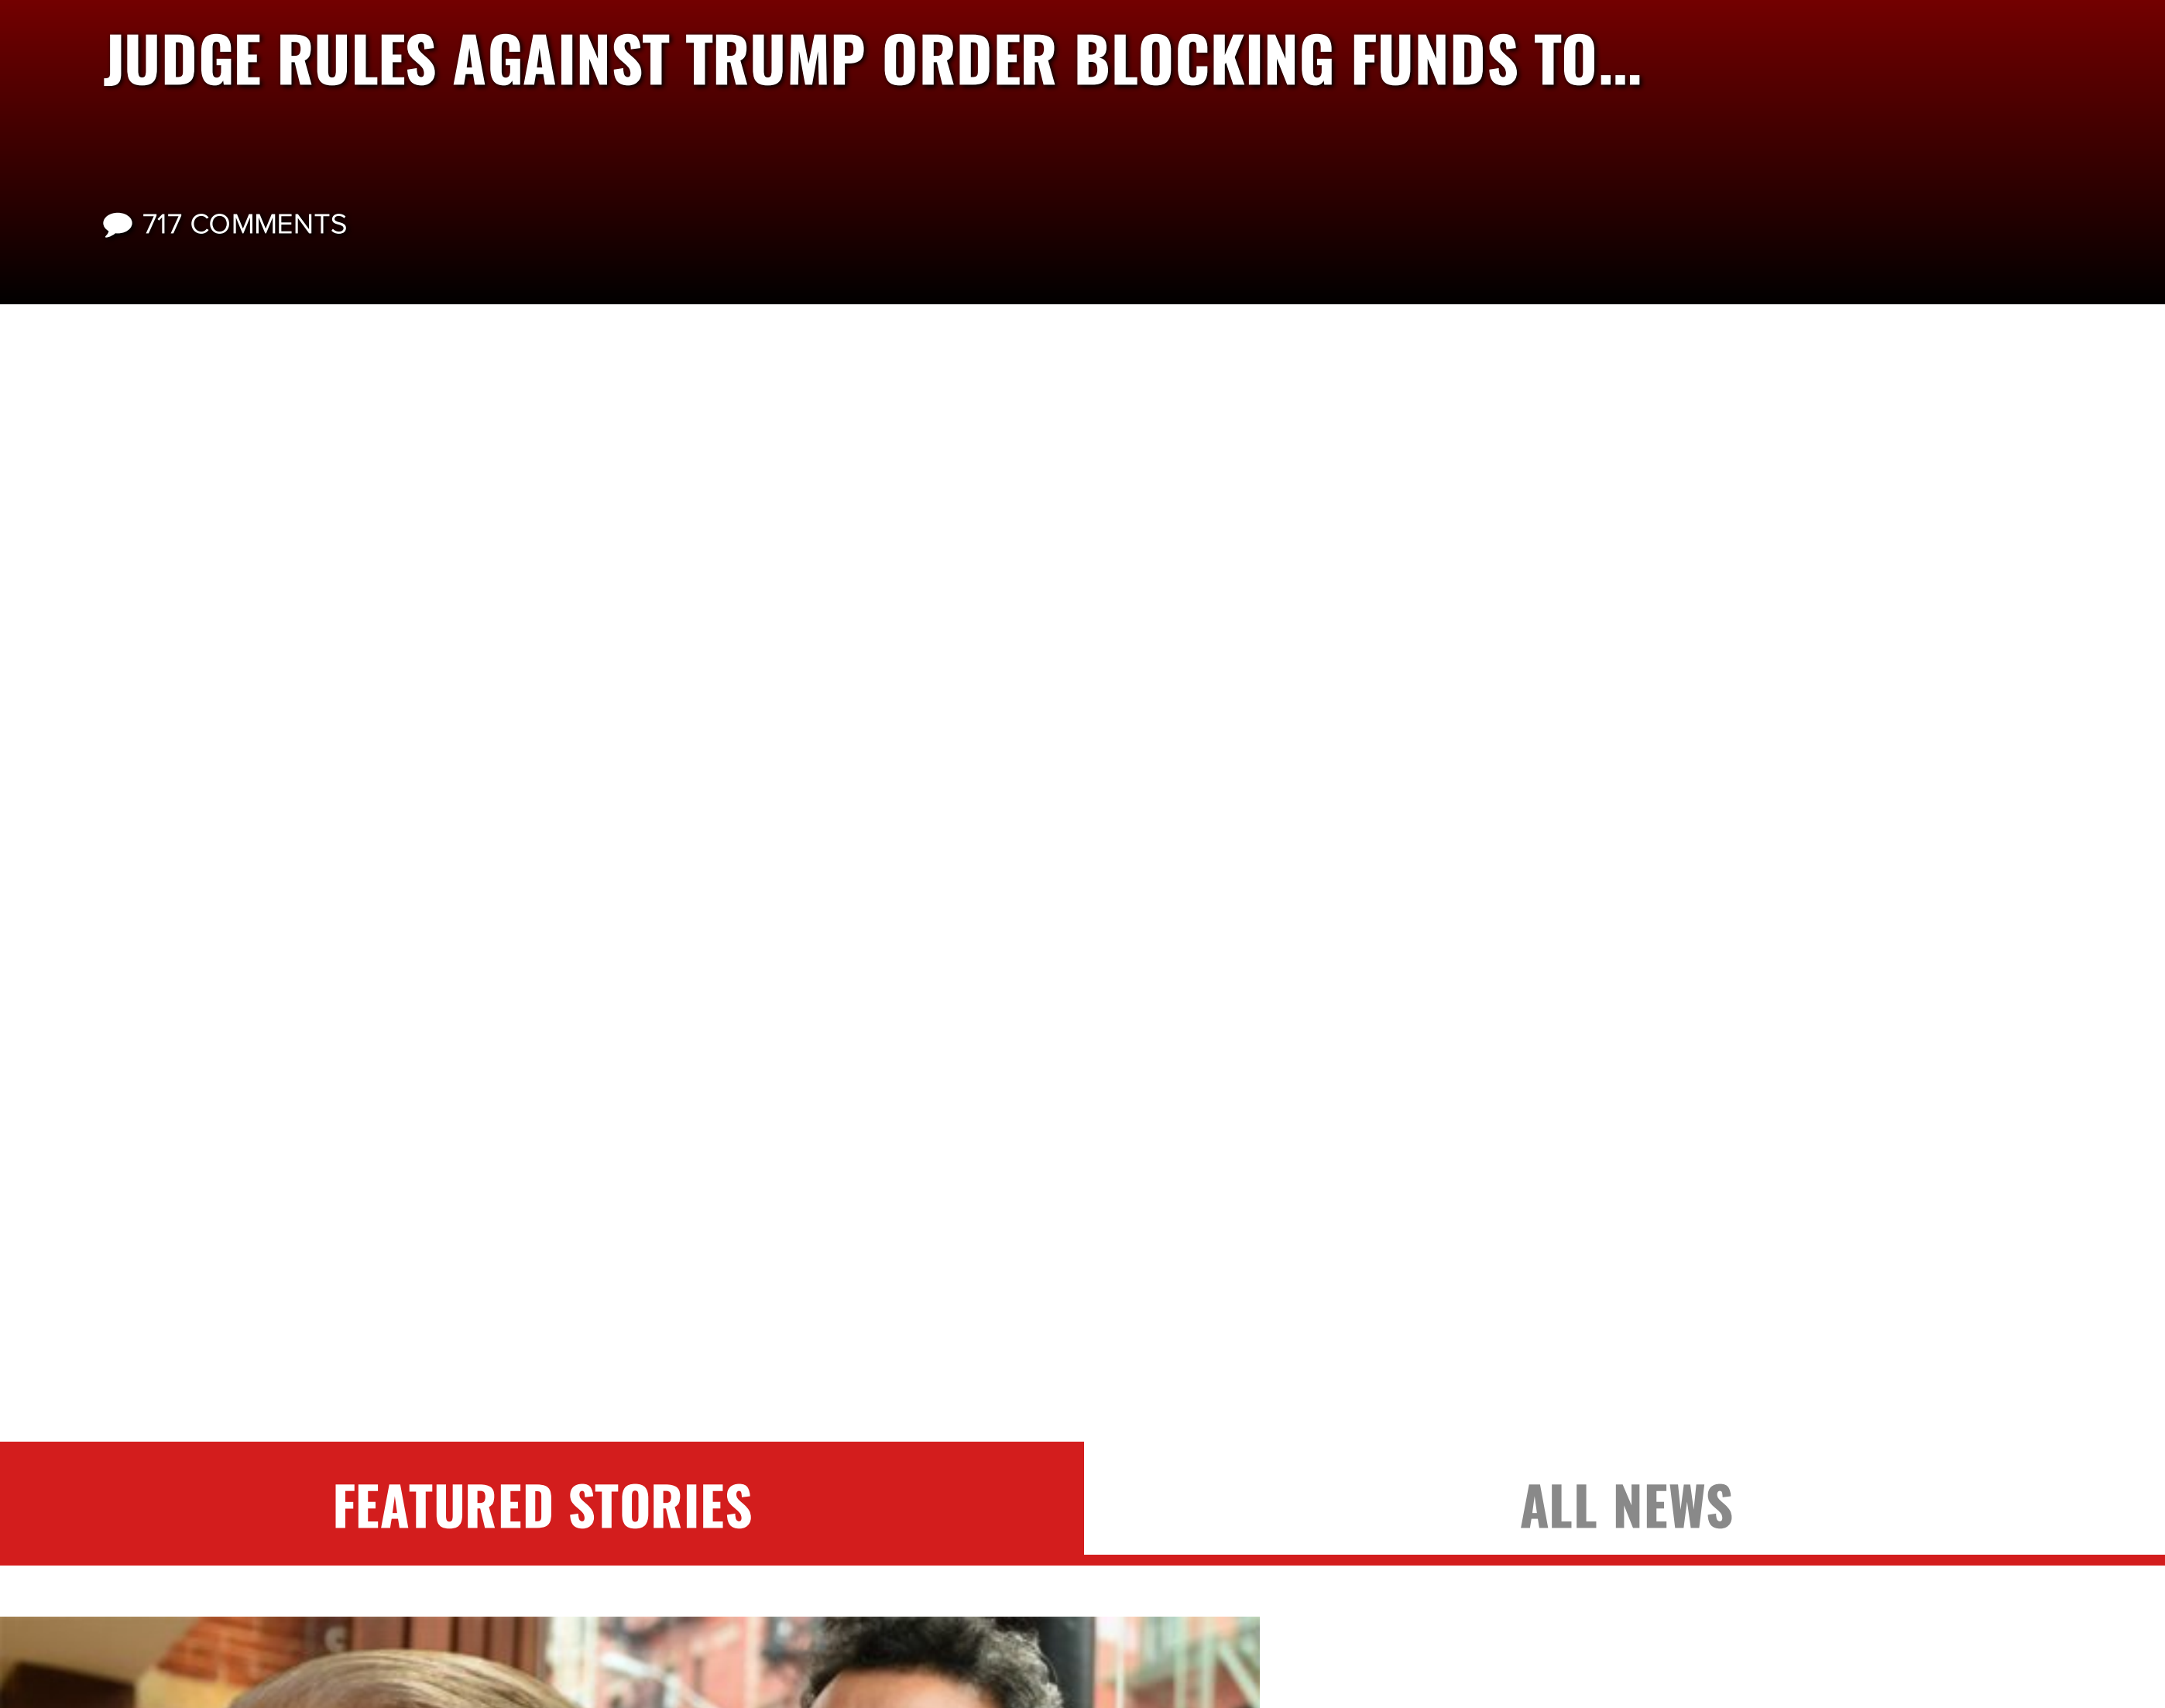 JUDGE RULES AGAINST TRUMP ORDER BLOCKING FUNDS TO...
717 COMMENTS
FEATURED STORIES
ALL NEWS